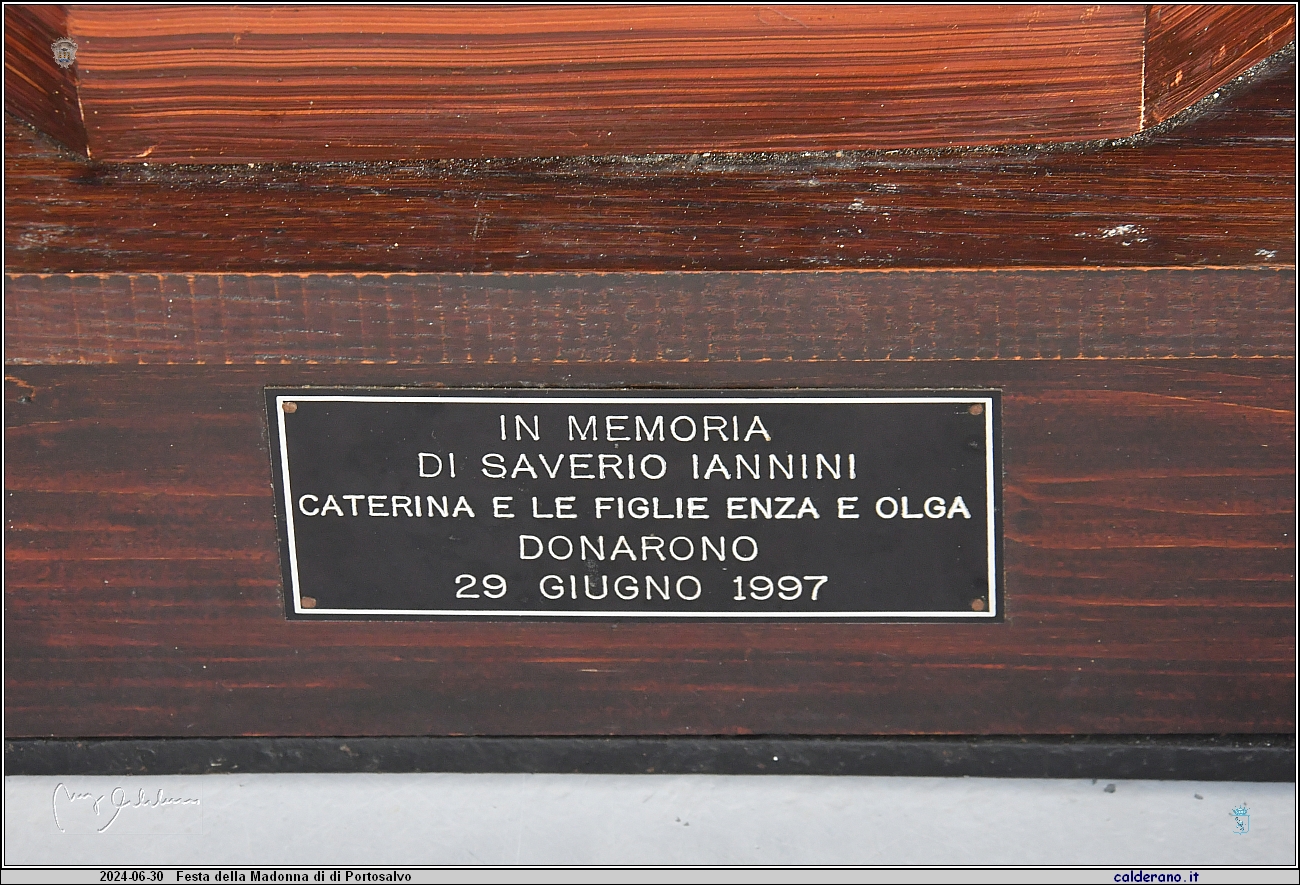 IN MEMORIA
DI SAVERIO IANNINI
CATERINA E LE FIGLIE ENZA E OLGA
DONARONO
29 GIUGNO 1997
2024-06-30 Festa della Madonna di di Portosalvo
calderano.it